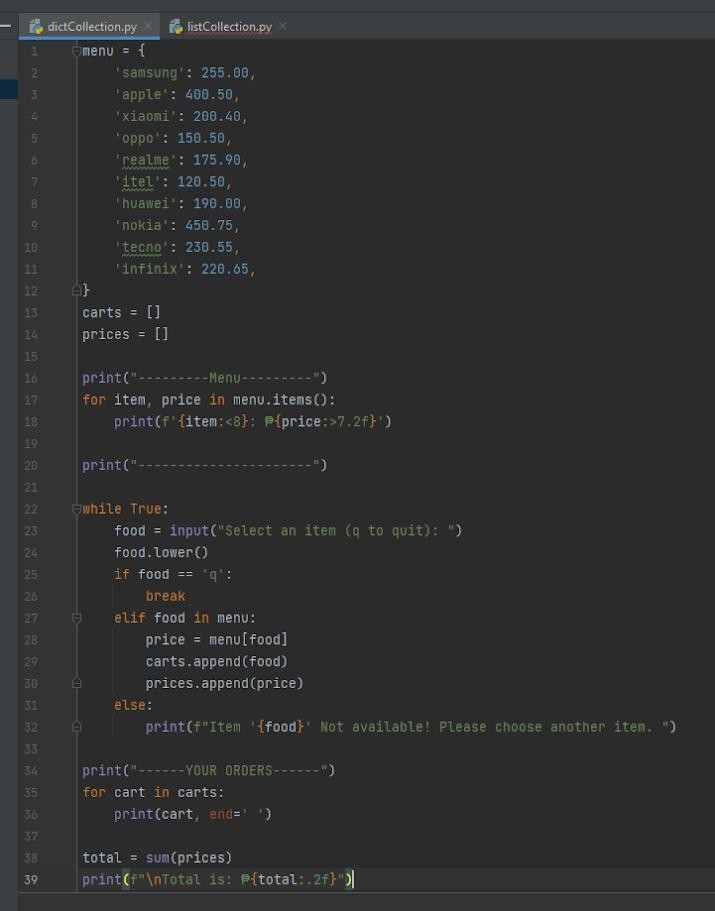 dictCollection.py × listCollection.py ×
1 menu = {
2     'samsung': 255.00,
3     'apple': 400.50,
4     'xiaomi': 200.40,
5     'oppo': 150.50,
6     'realme': 175.90,
7     'itel': 120.50,
8     'huawei': 190.00,
9     'nokia': 450.75,
10     'tecno': 230.55,
11     'infinix': 220.65,
12 }
13 carts = []
14 prices = []
15
16 print("---------Menu---------")
17 for item, price in menu.items():
18     print(f'{item:<8}: ₱{price:>7.2f}')
19
20 print("----------------------")
21
22 while True:
23     food = input("Select an item (q to quit): ")
24     food.lower()
25     if food == 'q':
26         break
27     elif food in menu:
28         price = menu[food]
29         carts.append(food)
30         prices.append(price)
31     else:
32         print(f"Item '{food}' Not available! Please choose another item. ")
33
34 print("------YOUR ORDERS------")
35 for cart in carts:
36     print(cart, end=' ')
37
38 total = sum(prices)
39 print(f"\nTotal is: ₱{total:.2f}")